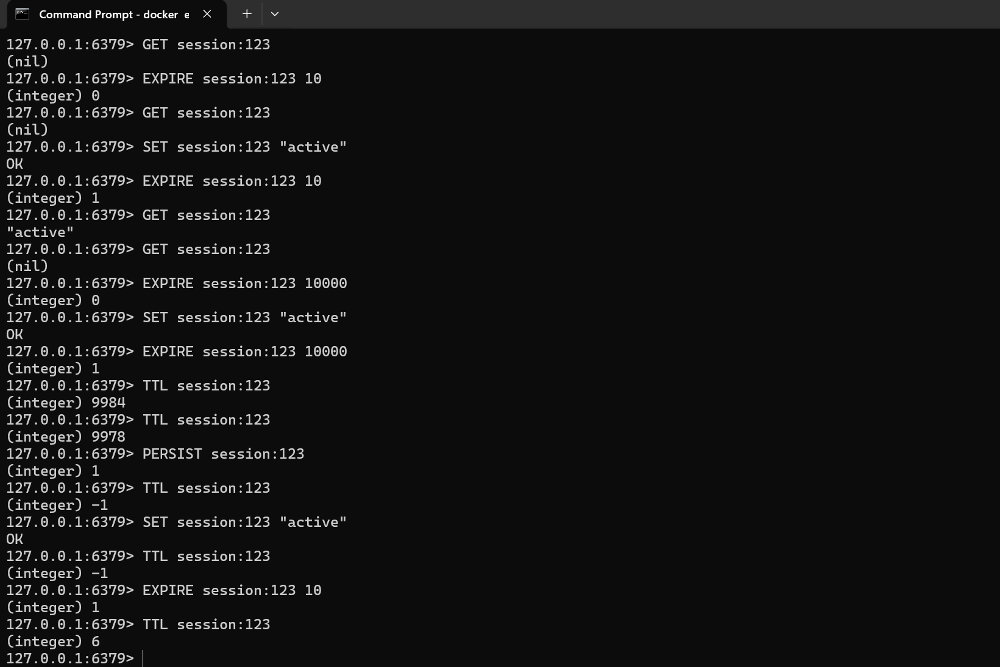 Command Prompt - docker e
127.0.0.1:6379> GET session:123
(nil)
127.0.0.1:6379> EXPIRE session:123 10
(integer) 0
127.0.0.1:6379> GET session:123
(nil)
127.0.0.1:6379> SET session:123 "active"
OK
127.0.0.1:6379> EXPIRE session:123 10
(integer) 1
127.0.0.1:6379> GET session:123
"active"
127.0.0.1:6379> GET session:123
(nil)
127.0.0.1:6379> EXPIRE session:123 10000
(integer) 0
127.0.0.1:6379> SET session:123 "active"
OK
127.0.0.1:6379> EXPIRE session:123 10000
(integer) 1
127.0.0.1:6379> TTL session:123
(integer) 9984
127.0.0.1:6379> TTL session:123
(integer) 9978
127.0.0.1:6379> PERSIST session:123
(integer) 1
127.0.0.1:6379> TTL session:123
(integer) -1
127.0.0.1:6379> SET session:123 "active"
OK
127.0.0.1:6379> TTL session:123
(integer) -1
127.0.0.1:6379> EXPIRE session:123 10
(integer) 1
127.0.0.1:6379> TTL session:123
(integer) 6
127.0.0.1:6379>